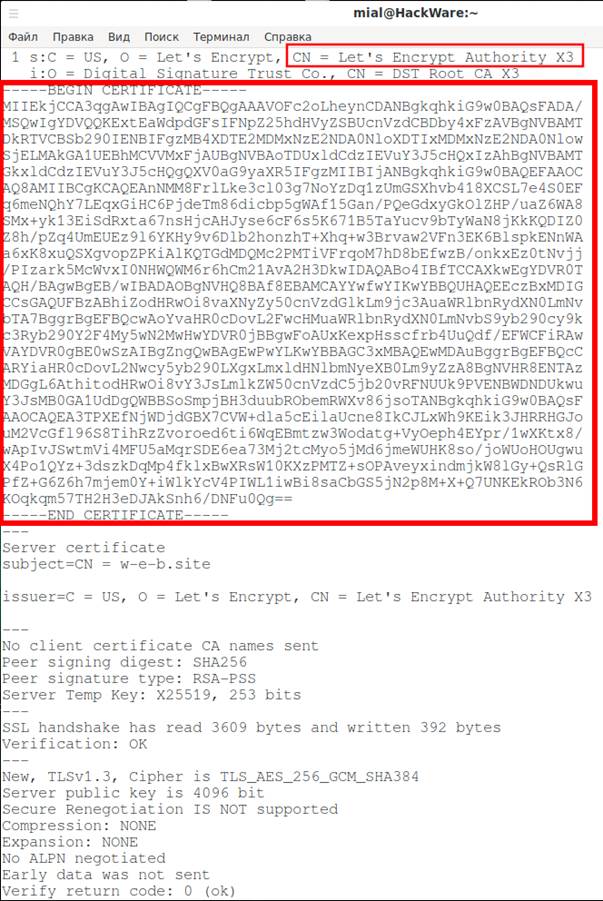 mial@HackWare:~
Файл Правка Вид Поиск Терминал Справка
1 s:C = US, O = Let's Encrypt, CN = Let's Encrypt Authority X3
i:O = Digital Signature Trust Co., CN = DST Root CA X3
-----BEGIN CERTIFICATE-----
MIIEkjCCA3qgAwIBAgIQCgFBQgAAAVOFc2oLheynCDANBgkqhkiG9w0BAQsFADA/
MSQwIgYDVQQKExtEaWdpdGFsIFNpZ25hdHVyZSBUcnVzdCBDby4xFzAVBgNVBAMT
DkRTVCBSb290IENBIFgzMB4XDTE2MDMxNzE2NDA0NloXDTIxMDMxNzE2NDA0Nlow
SjELMAkGA1UEBhMCVVMxFjAUBgNVBAoTDUxldCdzIEVuY3J5cHQxIzAhBgNVBAMT
GkxldCdzIEVuY3J5cHQgQXV0aG9yaXR5IFgzMIIBIjANBgkqhkiG9w0BAQEFAAOC
AQ8AMIIBCgKCAQEAnNMM8FrlLke3cl03g7NoYzDq1zUmGSXhvb418XCSL7e4S0EF
q6meNQhY7LEqxGiHC6PjdeTm86dicbp5gWAf15Gan/PQeGdxyGkOlZHP/uaZ6WA8
SMx+yk13EiSdRxta67nsHjcAHJyse6cF6s5K671B5TaYucv9bTyWaN8jKkKQDIZ0
Z8h/pZq4UmEUEz9l6YKHy9v6Dlb2honzhT+Xhq+w3Brvaw2VFn3EK6BlspkENnWA
a6xK8xuQSXgvopZPKiAlKQTGdMDQMc2PMTiVFrqoM7hD8bEfwzB/onkxEz0tNvjj
/PIzark5McWvxI0NHWQWM6r6hCm21AvA2H3DkwIDAQABo4IBfTCCAXkwEgYDVR0T
AQH/BAgwBgEB/wIBADAOBgNVHQ8BAf8EBAMCAYYwfwYIKwYBBQUHAQEEczBxMDIG
CCsGAQUFBzABhiZodHRwOi8vaXNyZy50cnVzdGlkLm9jc3AuaWRlbnRydXN0LmNv
bTA7BggrBgEFBQcwAoYvaHR0cDovL2FwcHMuaWRlbnRydXN0LmNvbS9yb290cy9k
c3Ryb290Y2F4My5wN2MwHwYDVR0jBBgwFoAUxKexpHsscfrb4UuQdf/EFWCFiRAw
VAYDVR0gBE0wSzAIBgZngQwBAgEwPwYLKwYBBAGC3xMBAQEwMDAuBggrBgEFBQcC
ARYiaHR0cDovL2Nwcy5yb290LXgxLmxldHNlbmNyeXB0Lm9yZzA8BgNVHR8ENTAz
MDGgL6AthitodHRwOi8vY3JsLmlkZW50cnVzdC5jb20vRFNUUk9PVENBWDNDUkwu
Y3JsMB0GA1UdDgQWBBSoSmpjBH3duubRObemRWXv86jsoTANBgkqhkiG9w0BAQsF
AAOCAQEA3TPXEfNjWDjdGBX7CVW+dla5cEilaUcne8IkCJLxWh9KEik3JHRRHGJo
uM2VcGfl96S8TihRzZvoroed6ti6WqEBmtzw3Wodatg+VyOeph4EYpr/1wXKtx8/
wApIvJSwtmVi4MFU5aMqrSDE6ea73Mj2tcMyo5jMd6jmeWUHK8so/joWUoHOUgwu
X4Po1QYz+3dszkDqMp4fklxBwXRsW10KXzPMTZ+sOPAveyxindmjkW8lGy+QsRlG
PfZ+G6Z6h7mjem0Y+iWlkYcV4PIWL1iwBi8saCbGS5jN2p8M+X+Q7UNKEkROb3N6
KOqkqm57TH2H3eDJAkSnh6/DNFu0Qg==
-----END CERTIFICATE-----
---
Server certificate
subject=CN = w-e-b.site
issuer=C = US, O = Let's Encrypt, CN = Let's Encrypt Authority X3
---
No client certificate CA names sent
Peer signing digest: SHA256
Peer signature type: RSA-PSS
Server Temp Key: X25519, 253 bits
---
SSL handshake has read 3609 bytes and written 392 bytes
Verification: OK
---
New, TLSv1.3, Cipher is TLS_AES_256_GCM_SHA384
Server public key is 4096 bit
Secure Renegotiation IS NOT supported
Compression: NONE
Expansion: NONE
No ALPN negotiated
Early data was not sent
Verify return code: 0 (ok)